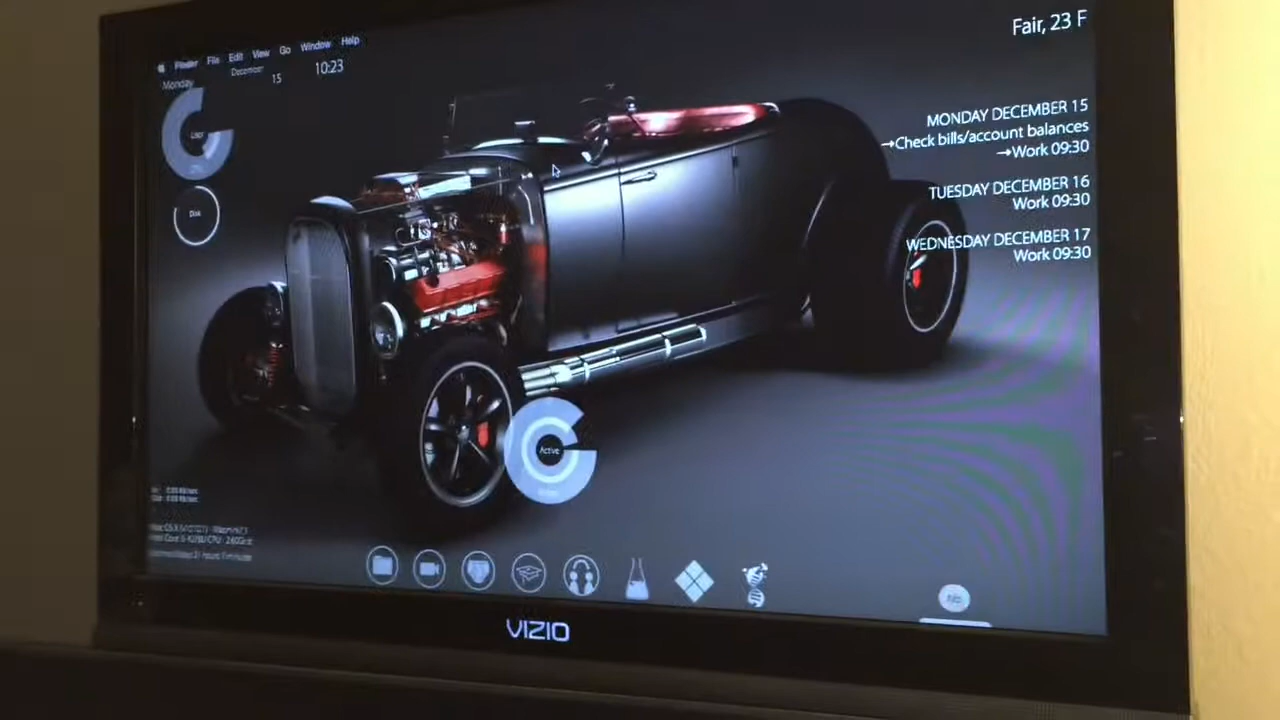 Finder File Edit View Go Window Help
Monday
December
15
10:23
Fair, 23 F
User
Disk
MONDAY DECEMBER 15
→Check bills/account balances
→Work 09:30
TUESDAY DECEMBER 16
Work 09:30
WEDNESDAY DECEMBER 17
Work 09:30
Active
VIZIO